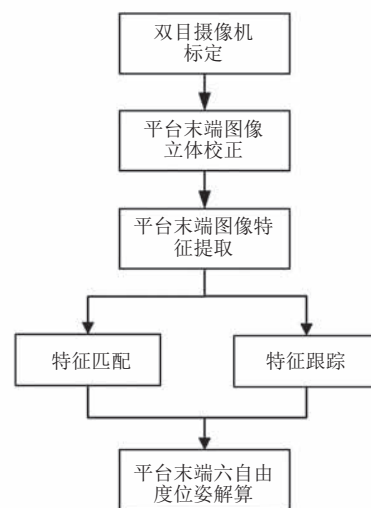 双目摄像机
标定
平台末端图像
立体校正
平台末端图像特
征提取
特征匹配
特征跟踪
平台末端六自由
度位姿解算